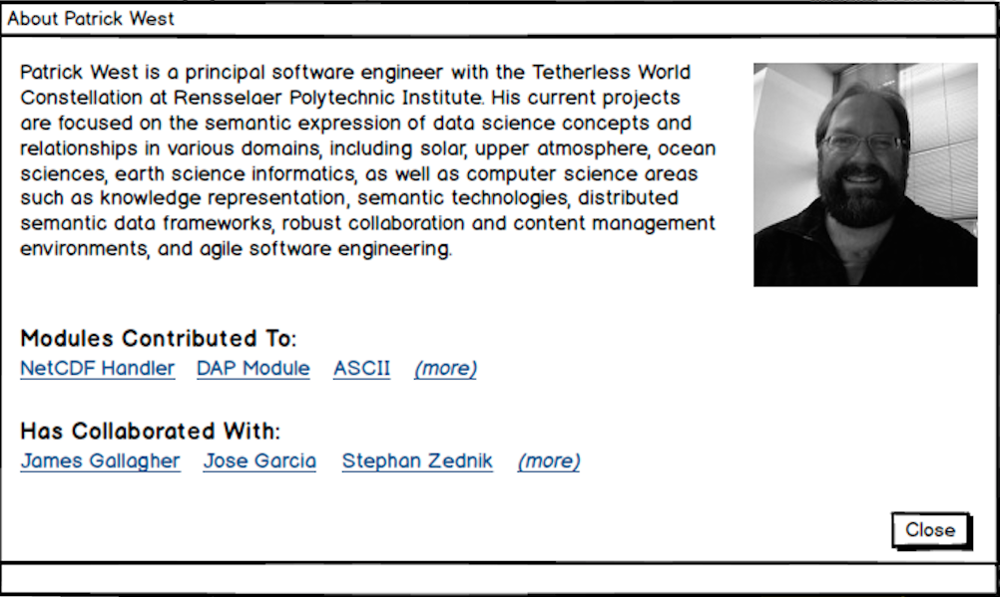 About Patrick West
Patrick West is a principal software engineer with the Tetherless World
Constellation at Rensselaer Polytechnic Institute. His current projects
are focused on the semantic expression of data science concepts and
relationships in various domains, including solar, upper atmosphere, ocean
sciences, earth science informatics, as well as computer science areas
such as knowledge representation, semantic technologies, distributed
semantic data frameworks, robust collaboration and content management
environments, and agile software engineering.
Modules Contributed To:
NetCDF Handler DAP Module ASCII (more)
Has Collaborated With:
James Gallagher Jose Garcia Stephan Zednik (more)
Close